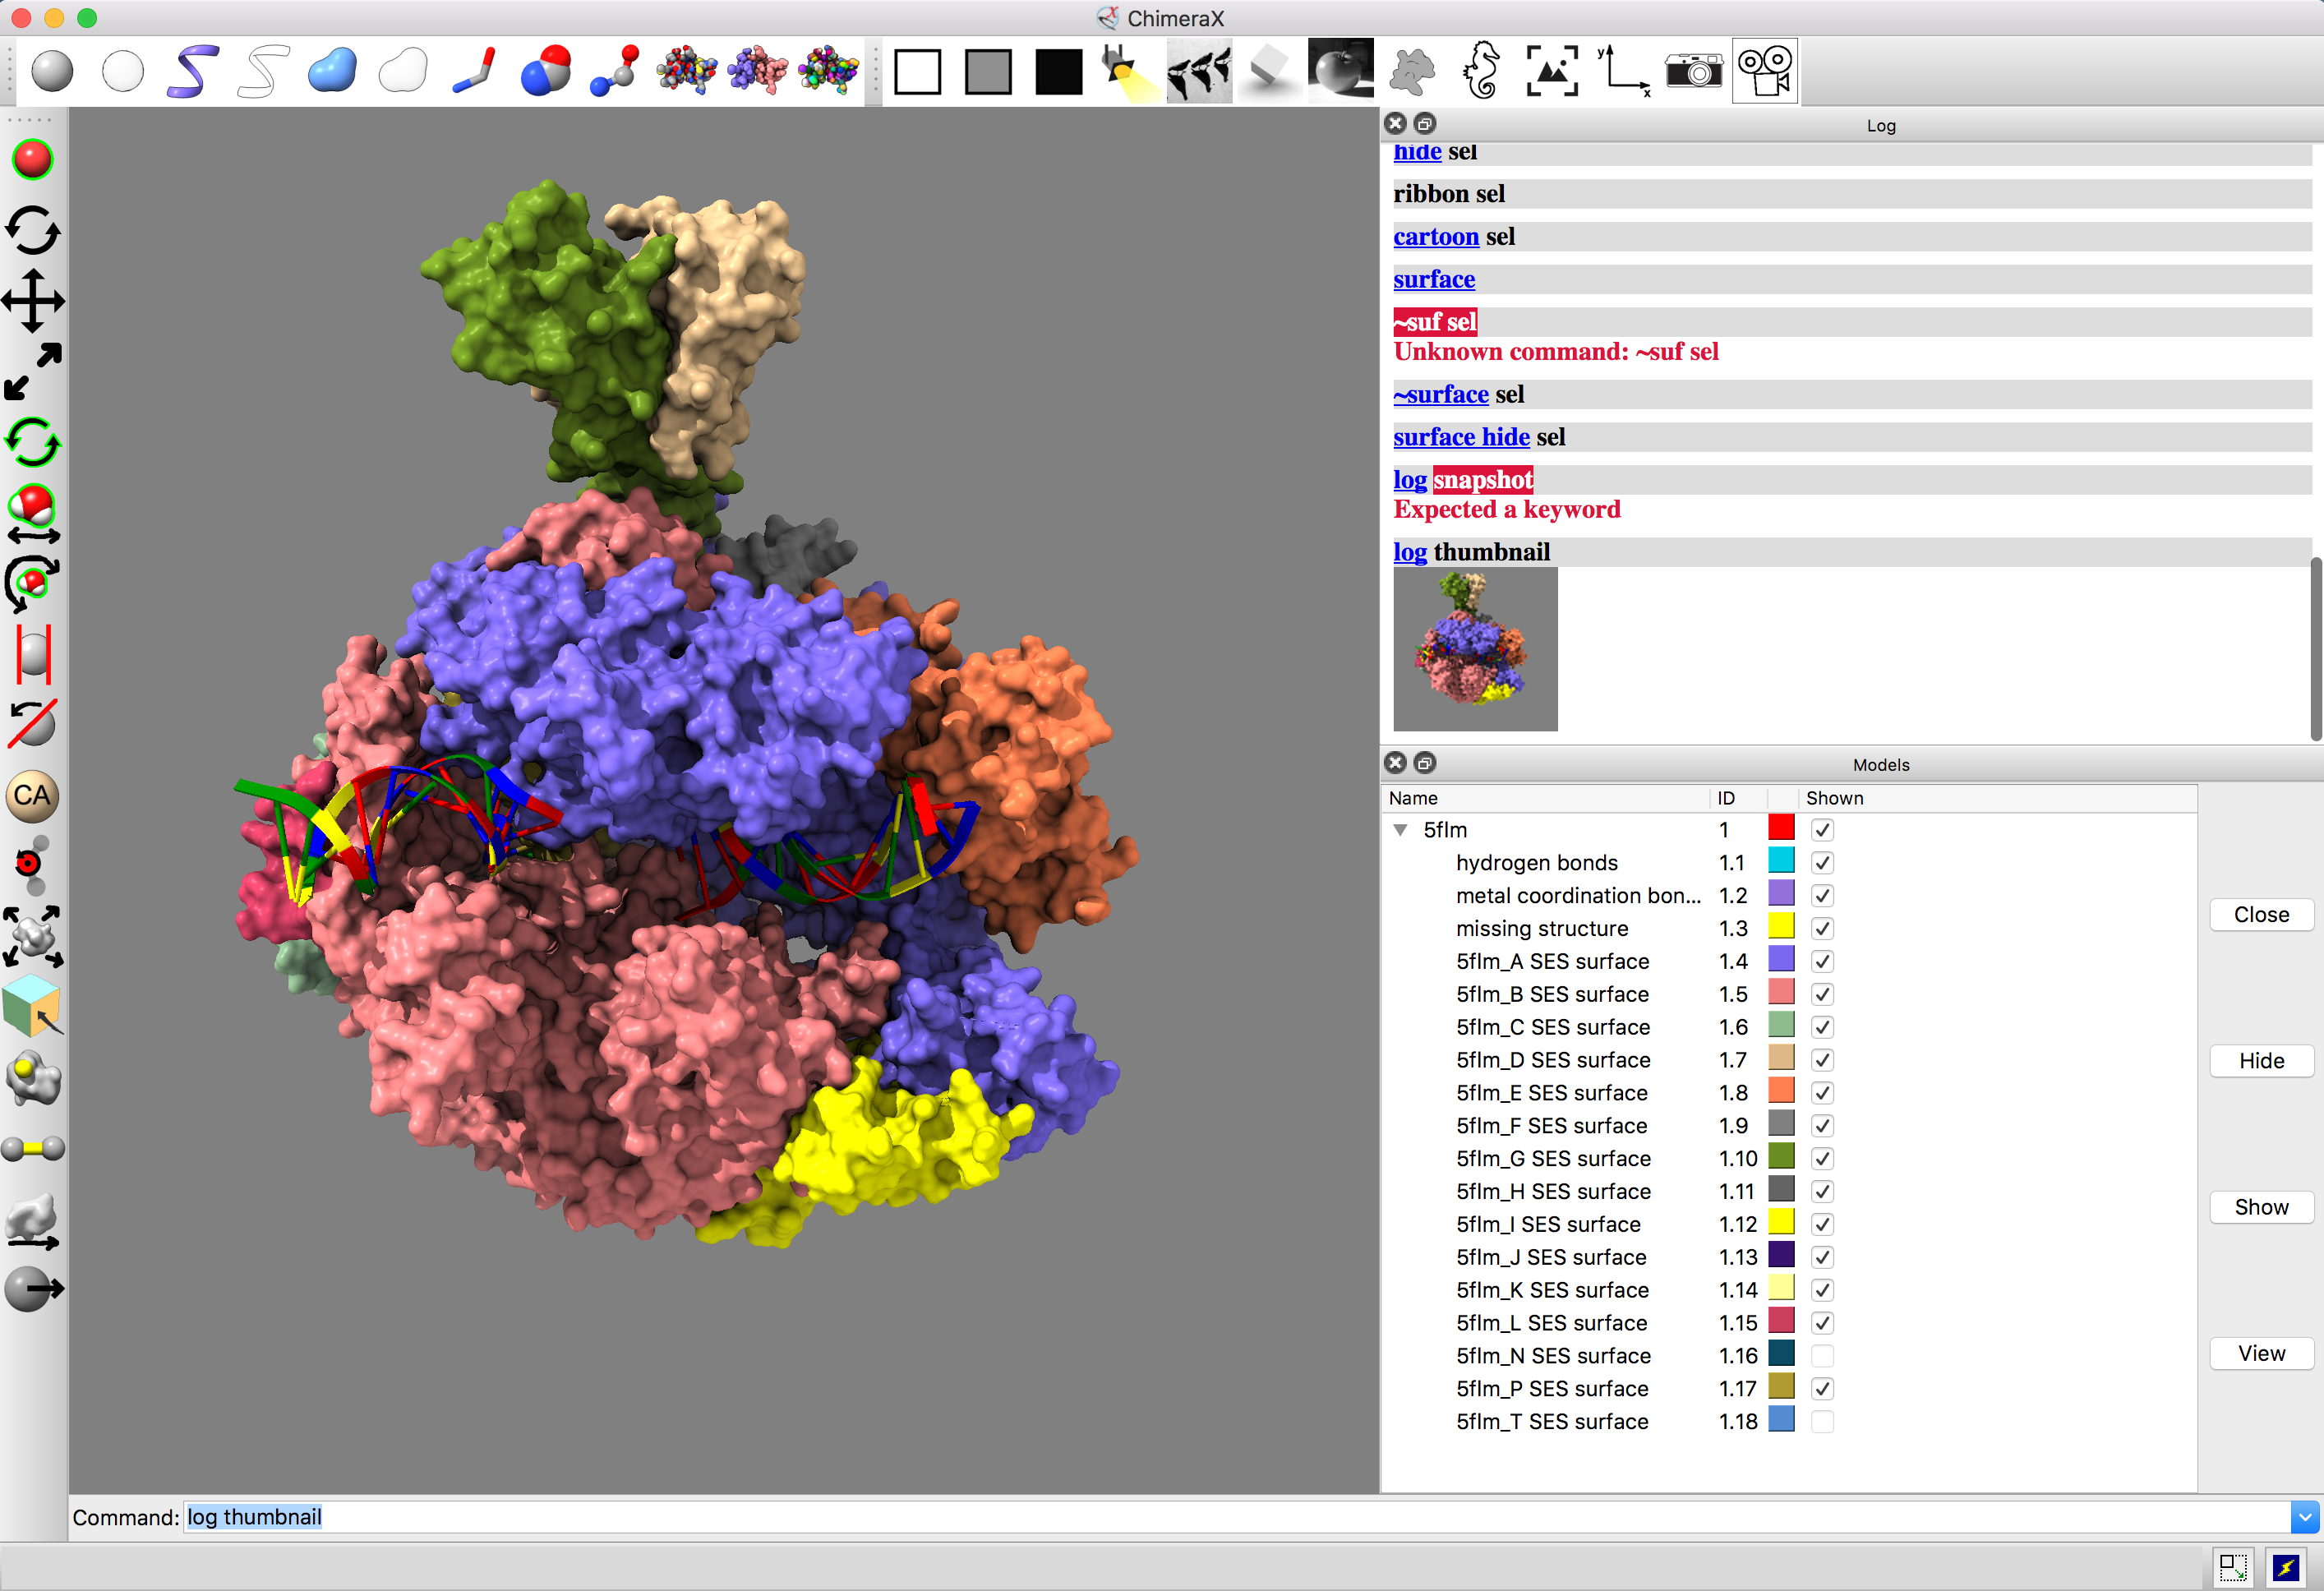 ChimeraX
y
x
CA
Log
hide sel
ribbon sel
cartoon sel
surface
~suf sel
Unknown command: ~suf sel
~surface sel
surface hide sel
log snapshot
Expected a keyword
log thumbnail
Models
Name ID Shown
5flm 1
hydrogen bonds 1.1
metal coordination bon... 1.2
missing structure 1.3
5flm_A SES surface 1.4
5flm_B SES surface 1.5
5flm_C SES surface 1.6
5flm_D SES surface 1.7
5flm_E SES surface 1.8
5flm_F SES surface 1.9
5flm_G SES surface 1.10
5flm_H SES surface 1.11
5flm_I SES surface 1.12
5flm_J SES surface 1.13
5flm_K SES surface 1.14
5flm_L SES surface 1.15
5flm_N SES surface 1.16
5flm_P SES surface 1.17
5flm_T SES surface 1.18
Close
Hide
Show
View
Command: log thumbnail